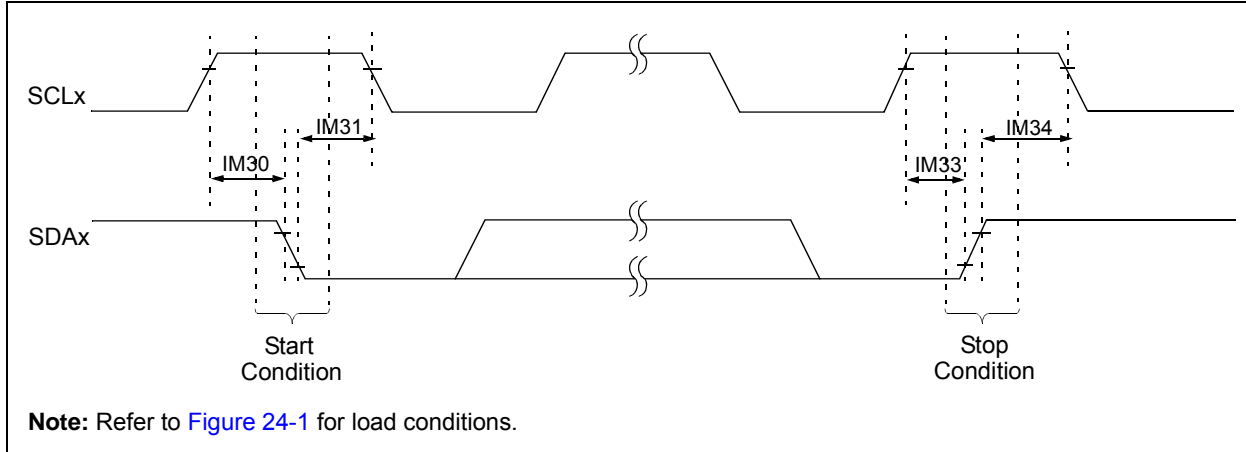 SCLx
IM31
IM34
IM30
IM33
SDAx
Start
Condition
Stop
Condition
Note: Refer to Figure 24-1 for load conditions.